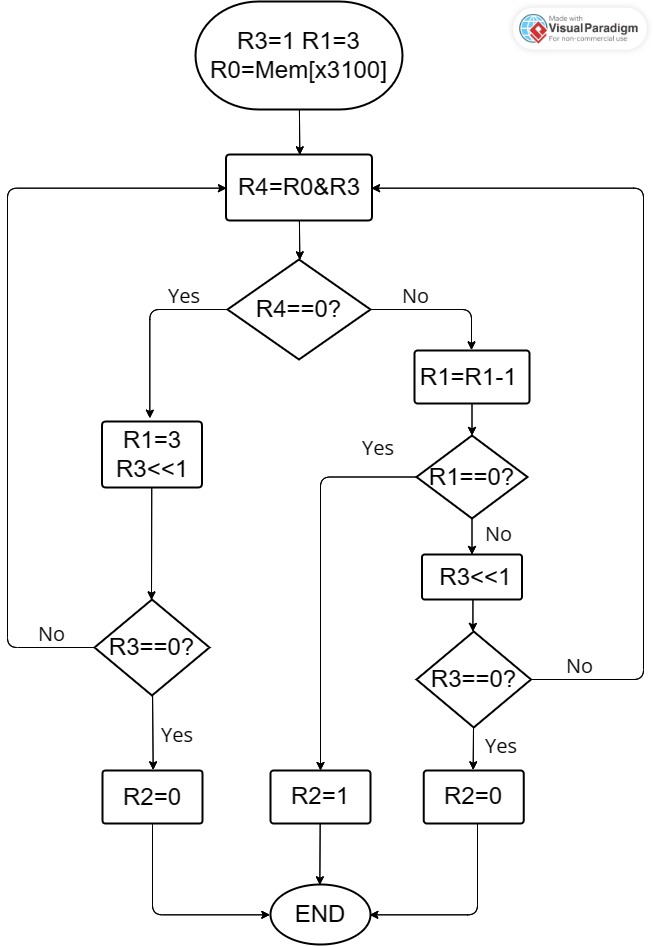 Made with
VisualParadigm
For non-commercial use
R3=1 R1=3
R0=Mem[x3100]
R4=R0&R3
Yes
R4==0?
No
R1=R1-1
R1=3
R3<<1
Yes
R1==0?
No
R3<<1
No
R3==0?
R3==0?
No
Yes
Yes
R2=0
R2=1
R2=0
END